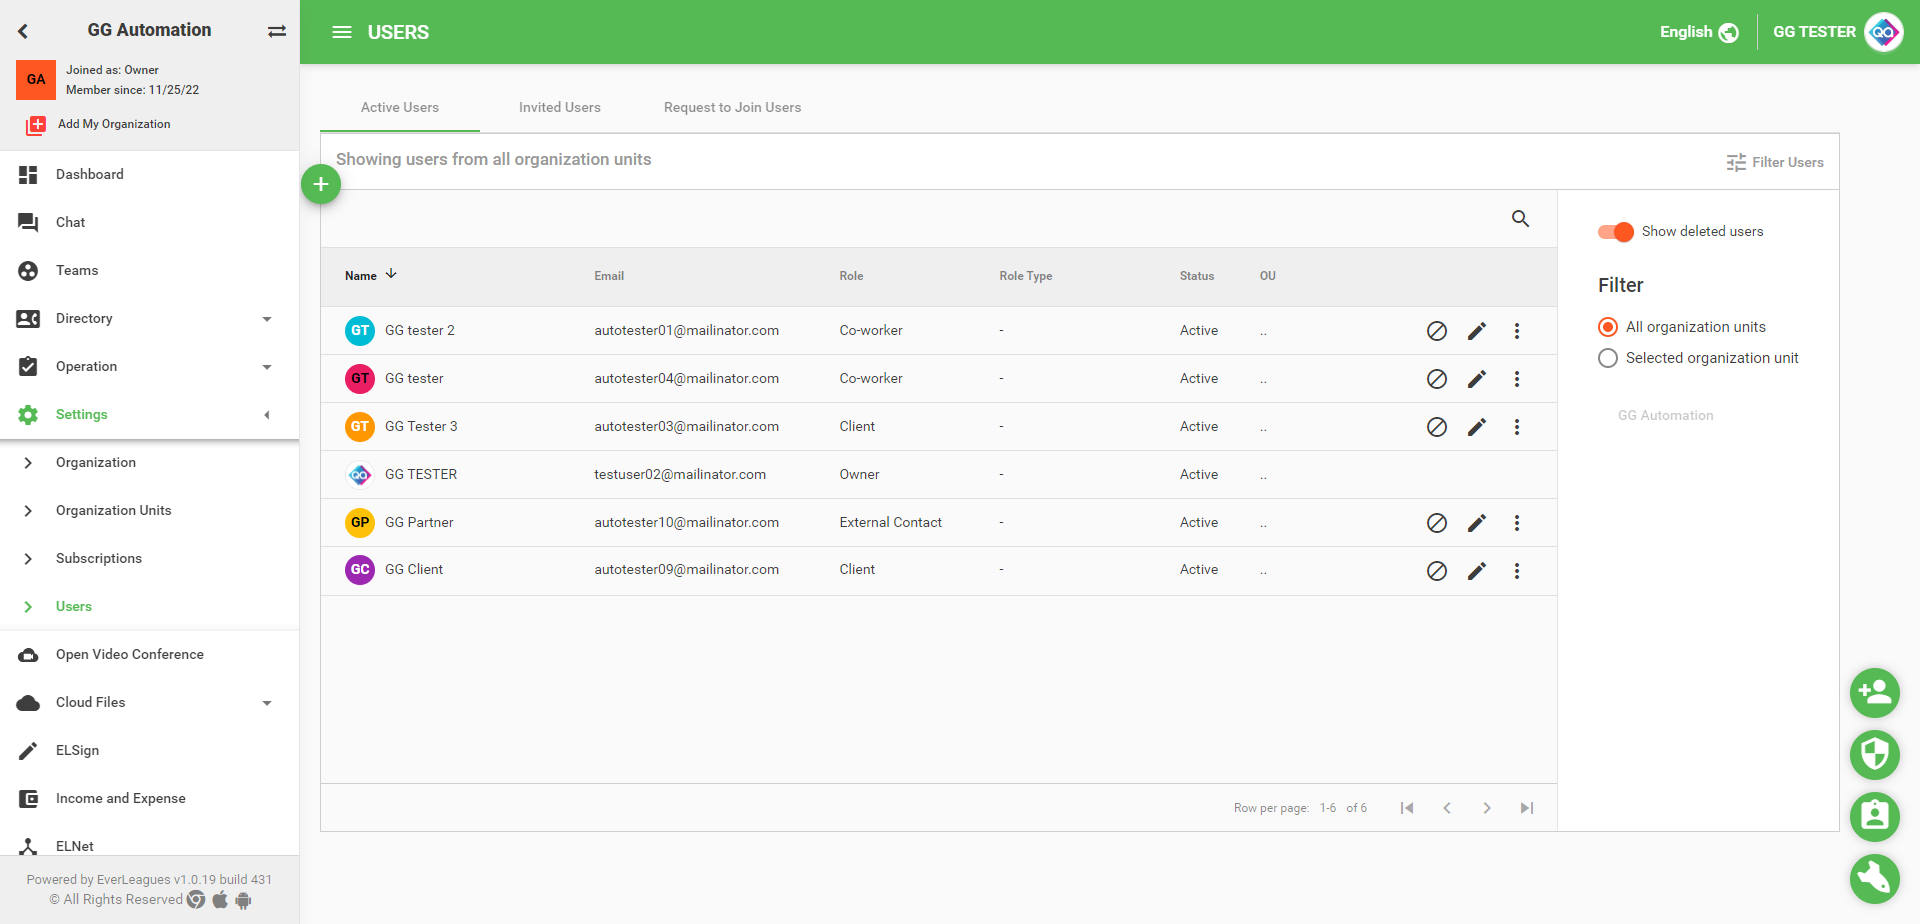 GG Automation
GA
Joined as: Owner
Member since: 11/25/22
Add My Organization
Dashboard
Chat
Teams
Directory
Operation
Settings
Organization
Organization Units
Subscriptions
Users
Open Video Conference
Cloud Files
ELSign
Income and Expense
ELNet
Powered by EverLeagues v1.0.19 build 431
© All Rights Reserved
USERS
English
GG TESTER
QA
Active Users
Invited Users
Request to Join Users
Showing users from all organization units
Filter Users
Name
Email
Role
Role Type
Status
OU
GT GG tester 2 autotester01@mailinator.com Co-worker - Active ..
GT GG tester autotester04@mailinator.com Co-worker - Active ..
GT GG Tester 3 autotester03@mailinator.com Client - Active ..
QA GG TESTER testuser02@mailinator.com Owner - Active ..
GP GG Partner autotester10@mailinator.com External Contact - Active ..
GC GG Client autotester09@mailinator.com Client - Active ..
Row per page: 1-6 of 6
Show deleted users
Filter
All organization units
Selected organization unit
GG Automation